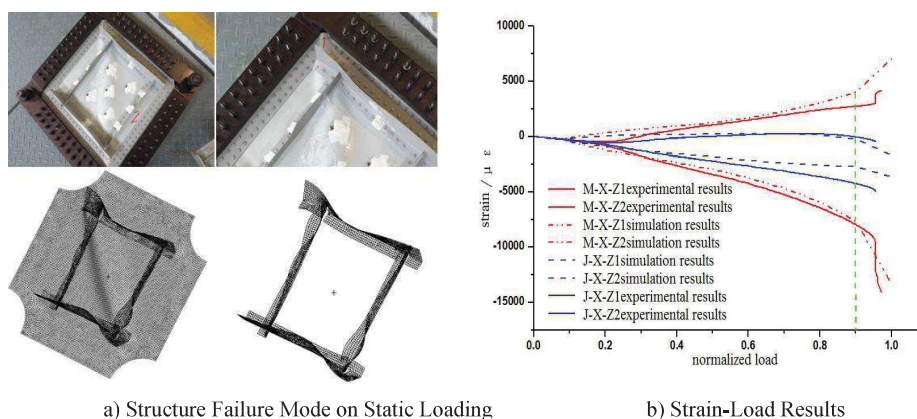 a)
b)
10000
5000
0
-5000
-10000
-15000
strain / μ ε
M-X-Z1experimental results
M-X-Z2experimental results
M-X-Z1simulation results
M-X-Z2simulation results
J-X-Z1simulation results
J-X-Z2simulation results
J-X-Z1experimental results
J-X-Z2experimental results
0.0 0.2 0.4 0.6 0.8 1.0
normalized load
a) Structure Failure Mode on Static Loading
b) Strain-Load Results